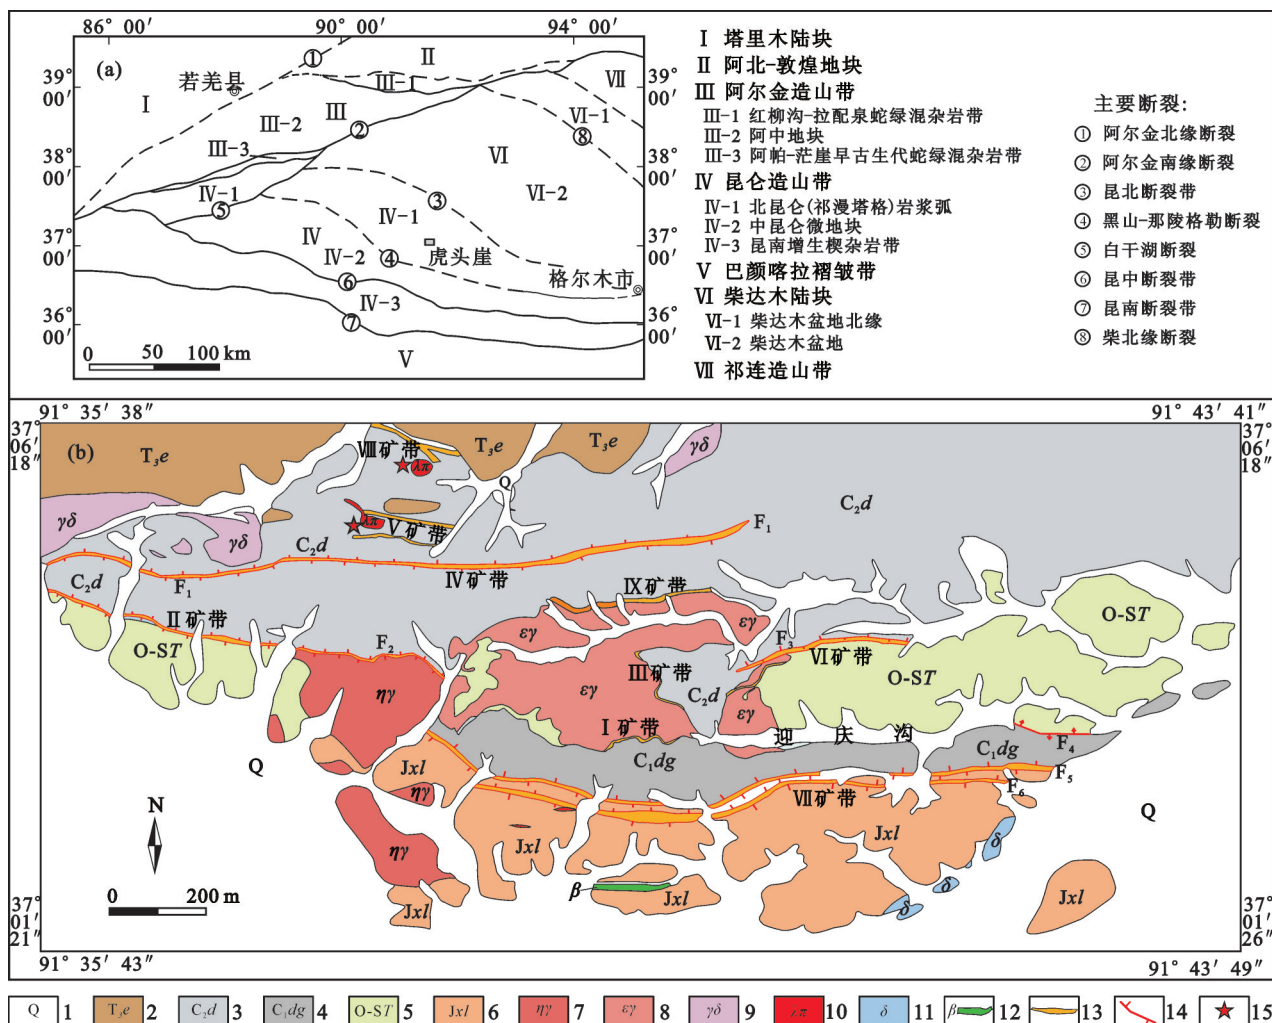 86° 00′ 90° 00′ 94° 00′
(a)
39° 00′
38° 00′
37° 00′
36° 00′
39° 00′
38° 00′
37° 00′
36° 00′
①
Ⅱ
Ⅶ
若羌县
Ⅲ-1
Ⅰ
Ⅲ
Ⅵ-1
Ⅲ-2
②
⑧
Ⅲ-3
Ⅵ
Ⅳ-1
③
Ⅵ-2
⑤
Ⅳ-1
Ⅳ
虎头崖
Ⅳ-2
④
格尔木市
⑥
Ⅳ-3
⑦
Ⅴ
0 50 100 km
Ⅰ 塔里木陆块
Ⅱ 阿北-敦煌地块
Ⅲ 阿尔金造山带
Ⅲ-1 红柳沟-拉配泉蛇绿混杂岩带
Ⅲ-2 阿中地块
Ⅲ-3 阿帕-茫崖早古生代蛇绿混杂岩带
Ⅳ 昆仑造山带
Ⅳ-1 北昆仑(祁漫塔格)岩浆弧
Ⅳ-2 中昆仑微地块
Ⅳ-3 昆南增生楔杂岩带
Ⅴ 巴颜喀拉褶皱带
Ⅵ 柴达木陆块
Ⅵ-1 柴达木盆地北缘
Ⅵ-2 柴达木盆地
Ⅶ 祁连造山带
主要断裂:
① 阿尔金北缘断裂
② 阿尔金南缘断裂
③ 昆北断裂带
④ 黑山-那陵格勒断裂
⑤ 白干湖断裂
⑥ 昆中断裂带
⑦ 昆南断裂带
⑧ 柴北缘断裂
91° 35′ 38″ 91° 43′ 41″
37° 06′ 18″
37° 06′ 18″
(b)
T₃e
Ⅷ矿带
T₃e
T₃e
γδ
λπ
Q
γδ
λπ
Ⅴ矿带
C₂d
F₁
γδ
C₂d
C₂d
F₁
Ⅳ矿带
Ⅸ矿带
Ⅱ矿带
O-ST
O-ST
F₂
εγ
εγ
F₃
Ⅵ矿带
ηγ
εγ
Ⅲ矿带
C₂d
O-ST
εγ
Ⅰ矿带
迎庆沟
F₄
Q
Jxl
C₁dg
C₁dg
F₅
ηγ
Ⅶ矿带
F₆
Q
N
ηγ
Jxl
Jxl
β
Jxl
δ
Jxl
Jxl
δ
0 200 m
37° 01′ 21″
37° 01′ 26″
91° 35′ 43″ 91° 43′ 49″
Q 1 T₃e 2 C₂d 3 C₁dg 4 O-ST 5 Jxl 6 ηγ 7 εγ 8 γδ 9 λπ 10 δ 11 β 12 13 14 15